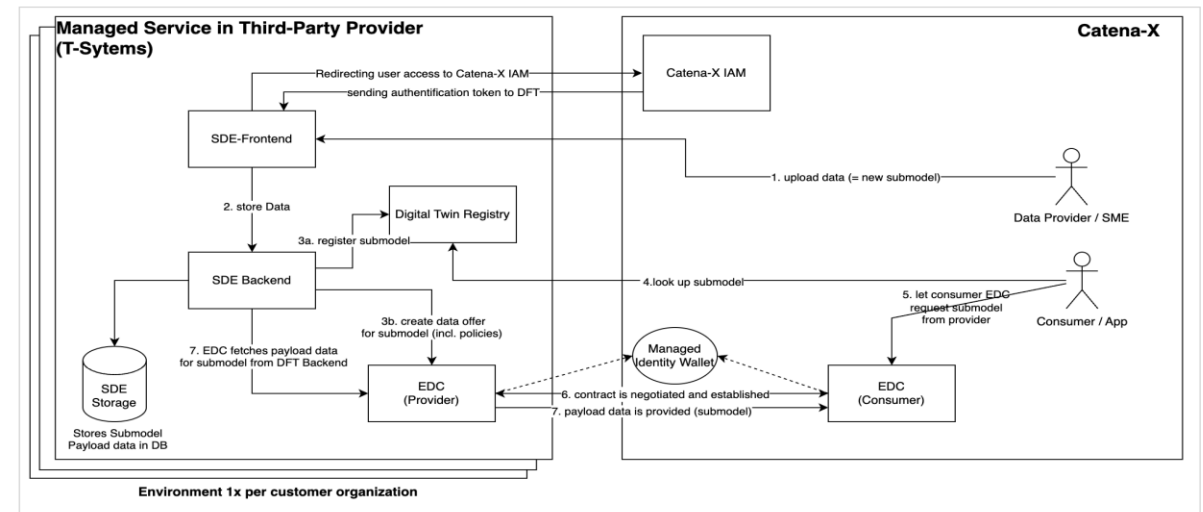 Managed Service in Third-Party Provider
(T-Sytems)
Catena-X
Redirecting user access to Catena-X IAM
sending authentification token to DFT
Catena-X IAM
SDE-Frontend
1. upload data (= new submodel)
Data Provider / SME
2. store Data
Digital Twin Registry
3a. register submodel
SDE Backend
4.look up submodel
5. let consumer EDC
request submodel
from provider
Consumer / App
3b. create data offer
for submodel (incl. policies)
7. EDC fetches payload data
for submodel from DFT Backend
Managed
Identity Wallet
SDE
Storage
EDC
(Provider)
6. contract is negotiated and established
7. payload data is provided (submodel)
EDC
(Consumer)
Stores Submodel
Payload data in DB
Environment 1x per customer organization